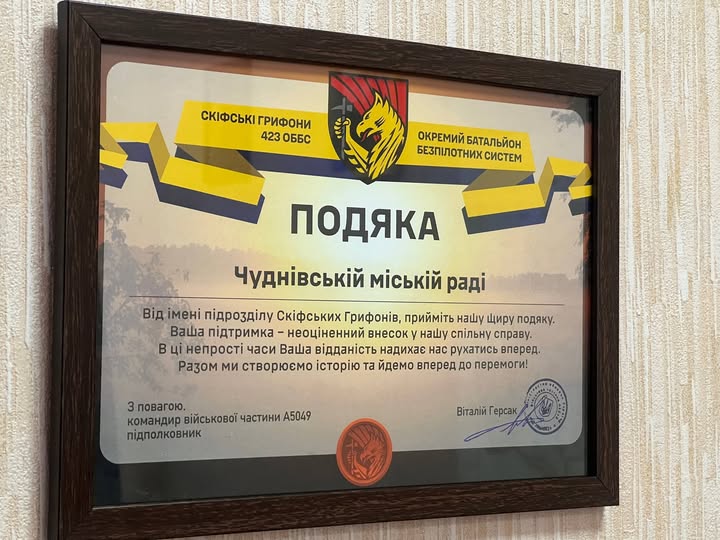 СКІФСЬКІ ГРИФОНИ
423 ОББС
ОКРЕМИЙ БАТАЛЬЙОН
БЕЗПІЛОТНИХ СИСТЕМ
ПОДЯКА
Чуднівській міській раді
Від імені підрозділу Скіфських Грифонів, прийміть нашу щиру подяку.
Ваша підтримка – неоціненний внесок у нашу спільну справу.
В ці непрості часи Ваша відданість надихає нас рухатись вперед.
Разом ми створюємо історію та йдемо вперед до перемоги!
З повагою,
командир військової частини А5049
підполковник
Віталій Герсак